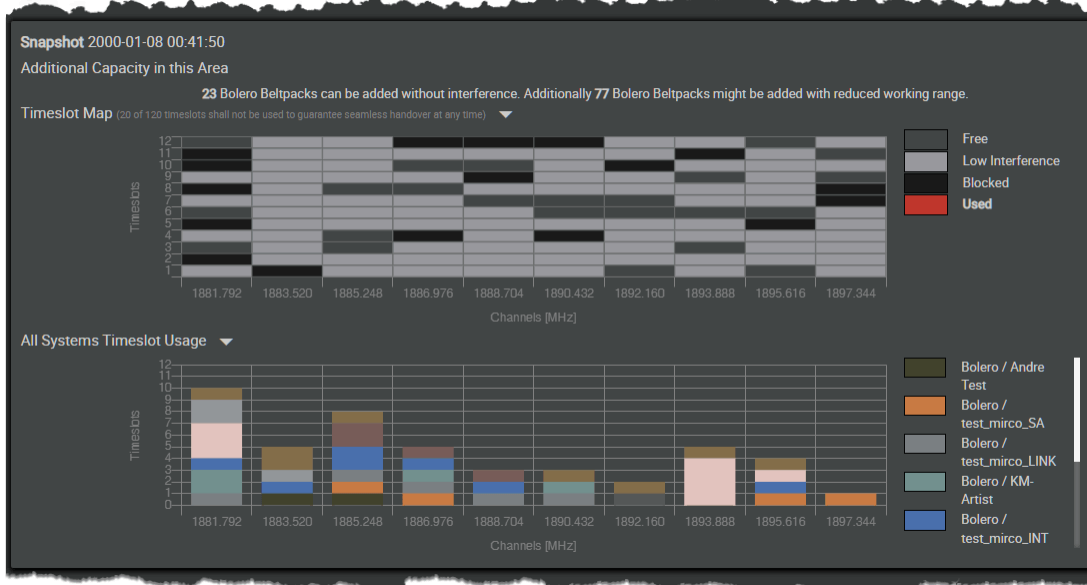 Snapshot 2000-01-08 00:41:50
Additional Capacity in this Area
23 Bolero Beltpacks can be added without interference. Additionally 77 Bolero Beltpacks might be added with reduced working range.
Timeslot Map (20 of 120 timeslots shall not be used to guarantee seamless handover at any time)
Timeslots
12
11
10
9
8
7
6
5
4
3
2
1
1881.792 1883.520 1885.248 1886.976 1888.704 1890.432 1892.160 1893.888 1895.616 1897.344
Channels [MHz]
Free
Low Interference
Blocked
Used
All Systems Timeslot Usage
Timeslots
12
11
10
9
8
7
6
5
4
3
2
1
0
1881.792 1883.520 1885.248 1886.976 1888.704 1890.432 1892.160 1893.888 1895.616 1897.344
Channels [MHz]
Bolero / Andre
Test
Bolero /
test_mirco_SA
Bolero /
test_mirco_LINK
Bolero / KM-
Artist
Bolero /
test_mirco_INT